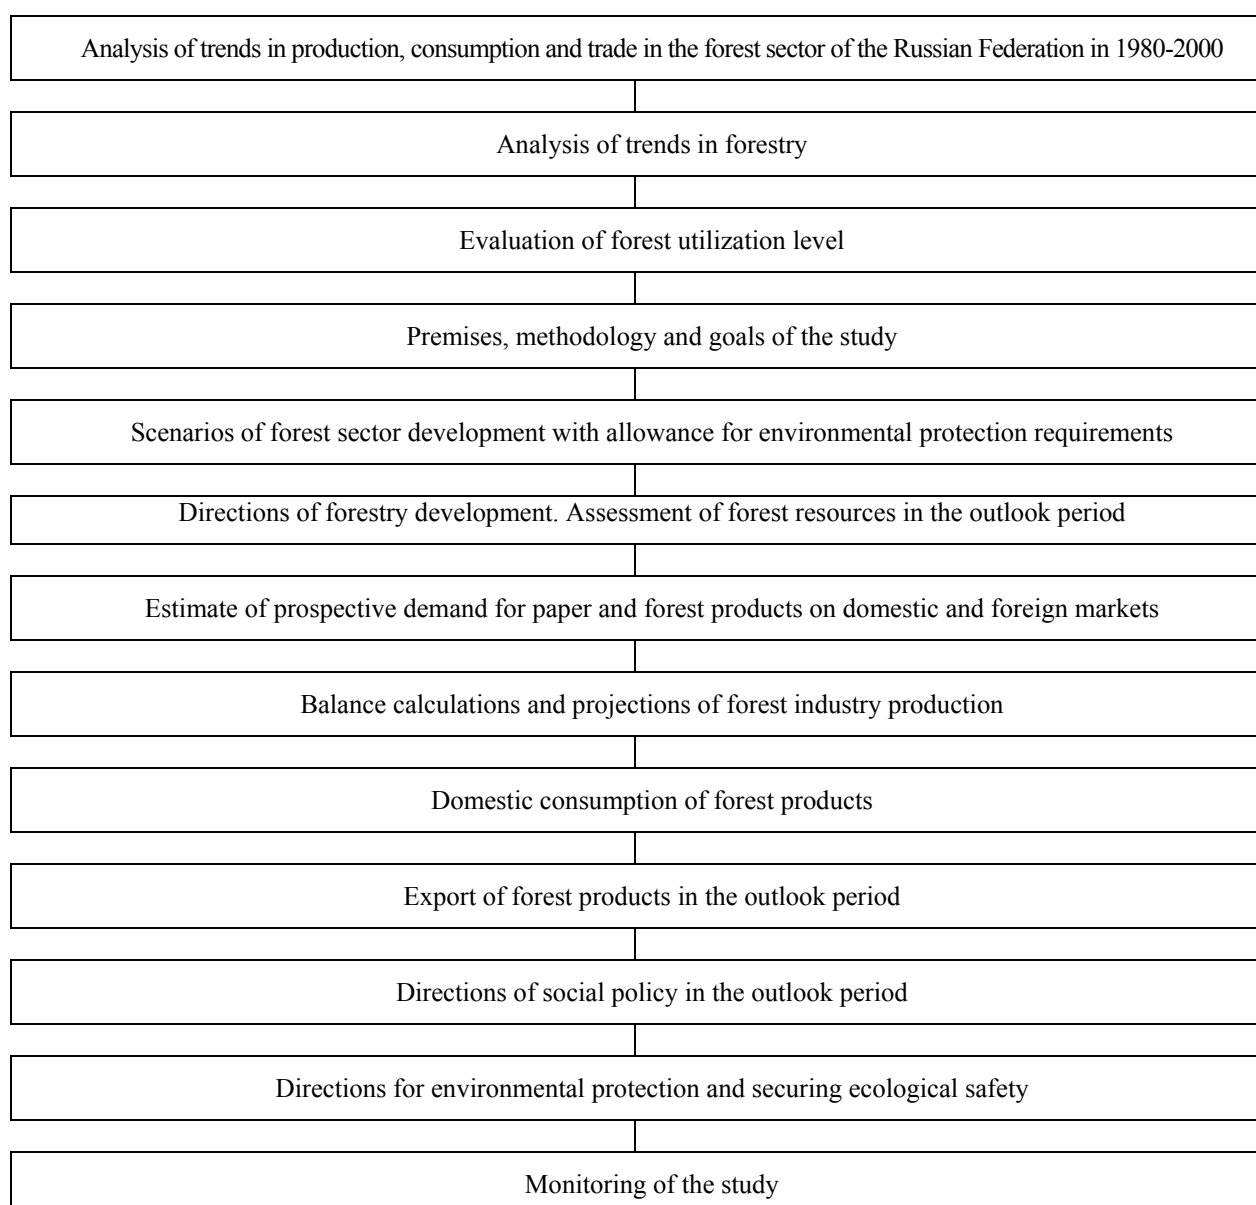 Analysis of trends in production, consumption and trade in the forest sector of the Russian Federation in 1980-2000
Analysis of trends in forestry
Evaluation of forest utilization level
Premises, methodology and goals of the study
Scenarios of forest sector development with allowance for environmental protection requirements
Directions of forestry development. Assessment of forest resources in the outlook period
Estimate of prospective demand for paper and forest products on domestic and foreign markets
Balance calculations and projections of forest industry production
Domestic consumption of forest products
Export of forest products in the outlook period
Directions of social policy in the outlook period
Directions for environmental protection and securing ecological safety
Monitoring of the study